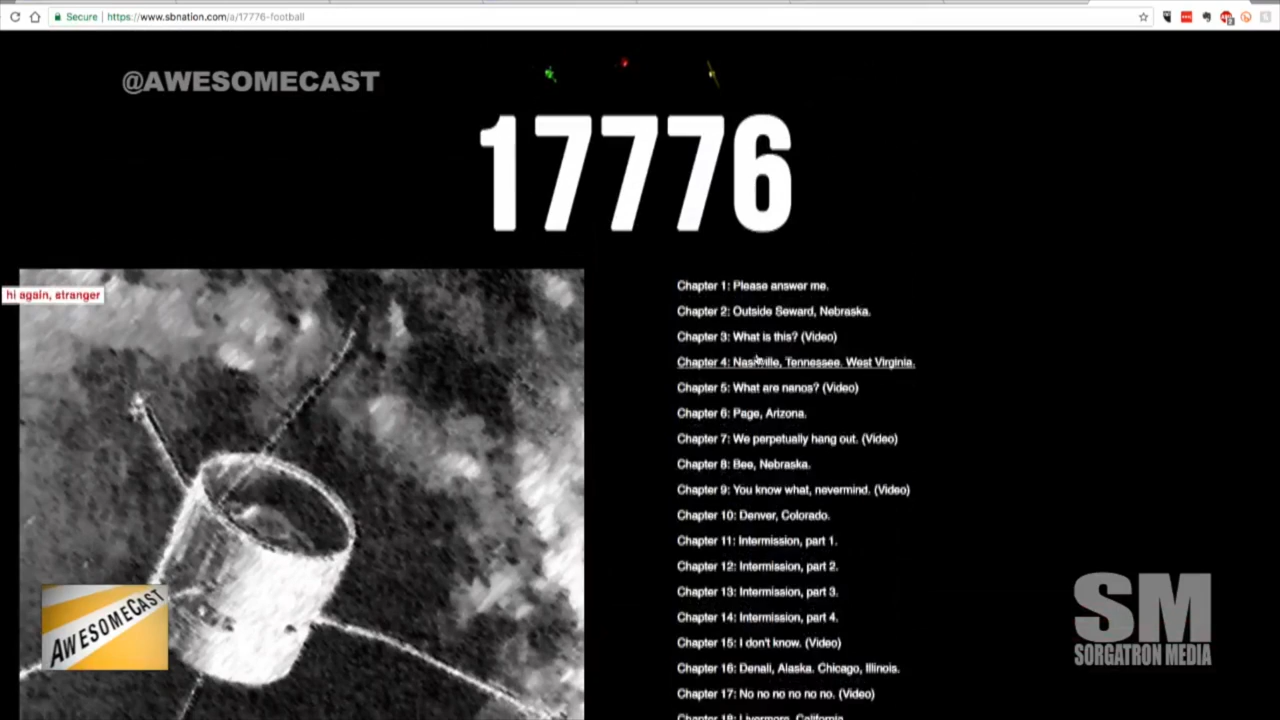 Secure https://www.sbnation.com/a/17776-football
@AWESOMECAST
17776
hi again, stranger
Chapter 1: Please answer me.
Chapter 2: Outside Seward, Nebraska.
Chapter 3: What is this? (Video)
Chapter 4: Nashville, Tennessee. West Virginia.
Chapter 5: What are nanos? (Video)
Chapter 6: Page, Arizona.
Chapter 7: We perpetually hang out. (Video)
Chapter 8: Bee, Nebraska.
Chapter 9: You know what, nevermind. (Video)
Chapter 10: Denver, Colorado.
Chapter 11: Intermission, part 1.
Chapter 12: Intermission, part 2.
Chapter 13: Intermission, part 3.
Chapter 14: Intermission, part 4.
Chapter 15: I don't know. (Video)
Chapter 16: Denali, Alaska. Chicago, Illinois.
Chapter 17: No no no no no no. (Video)
Chapter 18: Livermore, California.
AWESOMECAST
SM
SORGATRON MEDIA